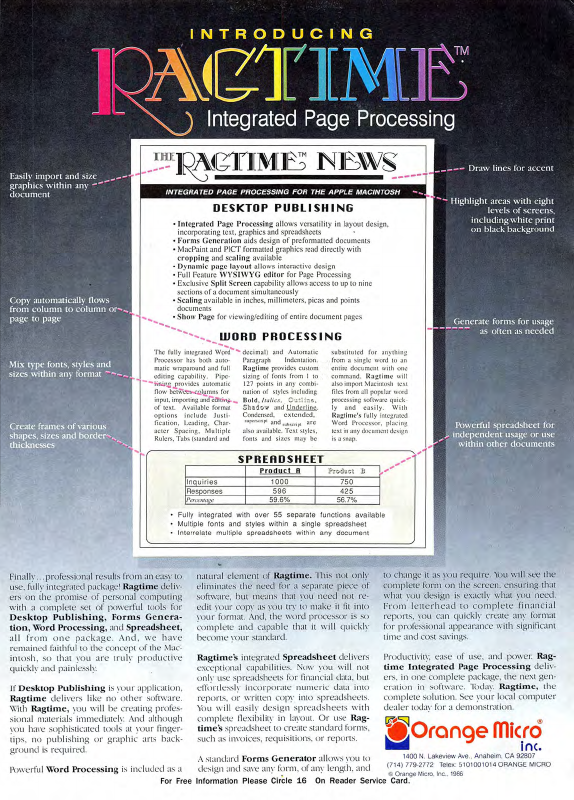 INTRODUCING
RAGTIME™
Integrated Page Processing
THE RAGTIME™ NEWS
INTEGRATED PAGE PROCESSING FOR THE APPLE MACINTOSH
Easily import and size
graphics within any
document
Draw lines for accent
Highlight areas with eight
levels of screens,
including white print
on black background
DESKTOP PUBLISHING
• Integrated Page Processing allows versatility in layout design,
incorporating text, graphics and spreadsheets
• Forms Generation aids design of preformatted documents
• MacPaint and PICT formatted graphics read directly with
cropping and scaling available
• Dynamic page layout allows interactive design
• Full Feature WYSIWYG editor for Page Processing
• Exclusive Split Screen capability allows access to up to nine
sections of a document simultaneously
• Scaling available in inches, millimeters, picas and points
documents
• Show Page for viewing/editing of entire document pages
Copy automatically flows
from column to column or
page to page
Generate forms for usage
as often as needed
WORD PROCESSING
The fully integrated Word
Processor has both auto-
matic wraparound and full
editing capability. Pipe-
lining provides automatic
flow between columns for
input, importing and editing
of text. Available format
options include Justi-
fication, Leading, Char-
acter Spacing, Multiple
Rulers, Tabs (standard and
decimal) and Automatic
Paragraph Indentation.
Ragtime provides custom
sizing of fonts from 1 to
127 points in any combi-
nation of styles including
Bold, Italics, Outline,
Shadow and Underline.
Condensed, extended,
superscript and subscript are
also available. Text styles,
fonts and sizes may be
substituted for anything
from a single word to an
entire document with one
command. Ragtime will
also import Macintosh text
files from all popular word
processing software quick-
ly and easily. With
Ragtime's fully integrated
Word Processor, placing
text in any document design
is a snap.
Mix type fonts, styles and
sizes within any format
Create frames of various
shapes, sizes and border
thicknesses
Powerful spreadsheet for
independent usage or use
within other documents
SPREADSHEET
Product A Product B
Inquiries 1000 750
Responses 596 425
Percentage 59.6% 56.7%
• Fully integrated with over 55 separate functions available
• Multiple fonts and styles within a single spreadsheet
• Interrelate multiple spreadsheets within any document
Finally...professional results from an easy to
use, fully integrated package! Ragtime deliv-
ers on the promise of personal computing
with a complete set of powerful tools for
Desktop Publishing, Forms Genera-
tion, Word Processing, and Spreadsheet,
all from one package. And, we have
remained faithful to the concept of the Mac-
intosh, so that you are truly productive
quickly and painlessly.
If Desktop Publishing is your application,
Ragtime delivers like no other software.
With Ragtime, you will be creating profes-
sional materials immediately. And although
you have sophisticated tools at your finger-
tips, no publishing or graphic arts back-
ground is required.
Powerful Word Processing is included as a
natural element of Ragtime. This not only
eliminates the need for a separate piece of
software, but means that you need not re-
edit your copy as you try to make it fit into
your format. And, the word processor is so
complete and capable that it will quickly
become your standard.
Ragtime's integrated Spreadsheet delivers
exceptional capabilities. Now you will not
only use spreadsheets for financial data, but
effortlessly incorporate numeric data into
reports, or written copy into spreadsheets.
You will easily design spreadsheets with
complete flexibility in layout. Or use Rag-
time's spreadsheet to create standard forms,
such as invoices, requisitions, or reports.
A standard Forms Generator allows you to
design and save any form, of any length, and
to change it as you require. You will see the
complete form on the screen, ensuring that
what you design is exactly what you need.
From letterhead to complete financial
reports, you can quickly create any format
for professional appearance with significant
time and cost savings.
Productivity, ease of use, and power. Rag-
time Integrated Page Processing deliv-
ers, in one complete package, the next gen-
eration in software. Today. Ragtime, the
complete solution. See your local computer
dealer today for a demonstration.
Orange Micro®
inc.
1400 N. Lakeview Ave., Anaheim, CA 92807
(714) 779-2772 Telex: 5101001014 ORANGE MICRO
© Orange Micro, Inc., 1986
For Free Information Please Circle 16 On Reader Service Card.